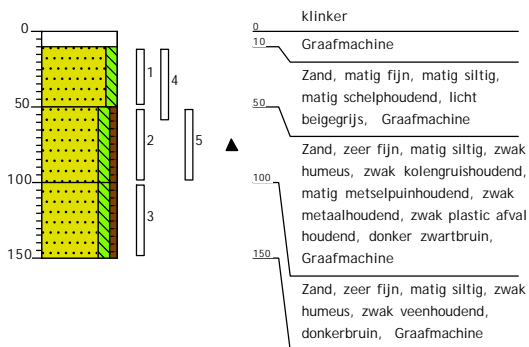 0
50
100
150
1
4
2
5
3
0
klinker
10
Graafmachine
Zand, matig fijn, matig siltig,
matig schelphoudend, licht
beigegrijs, Graafmachine
50
Zand, zeer fijn, matig siltig, zwak
humeus, zwak kolengruishoudend,
matig metselpuinhoudend, zwak
metaalhoudend, zwak plastic afval
houdend, donker zwartbruin,
Graafmachine
100
150
Zand, zeer fijn, matig siltig, zwak
humeus, zwak veenhoudend,
donkerbruin, Graafmachine